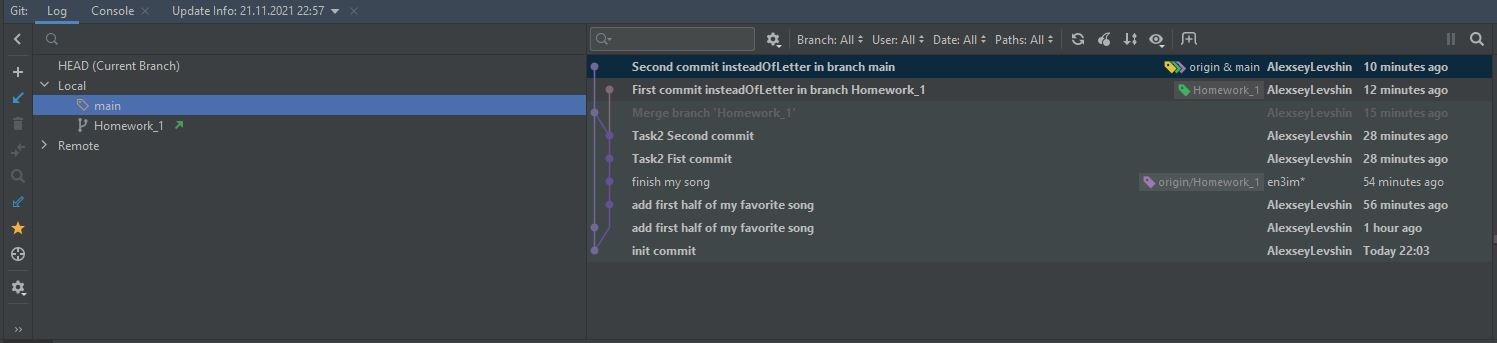 Git: Log Console Update Info: 21.11.2021 22:57
Branch: All User: All Date: All Paths: All
HEAD (Current Branch)
Local
main
Homework_1
Remote
Second commit insteadOfLetter in branch main origin & main AlexseyLevshin 10 minutes ago
First commit insteadOfLetter in branch Homework_1 Homework_1 AlexseyLevshin 12 minutes ago
Merge branch 'Homework_1' AlexseyLevshin 15 minutes ago
Task2 Second commit AlexseyLevshin 28 minutes ago
Task2 Fist commit AlexseyLevshin 28 minutes ago
finish my song origin/Homework_1 en3im* 54 minutes ago
add first half of my favorite song AlexseyLevshin 56 minutes ago
add first half of my favorite song AlexseyLevshin 1 hour ago
init commit AlexseyLevshin Today 22:03